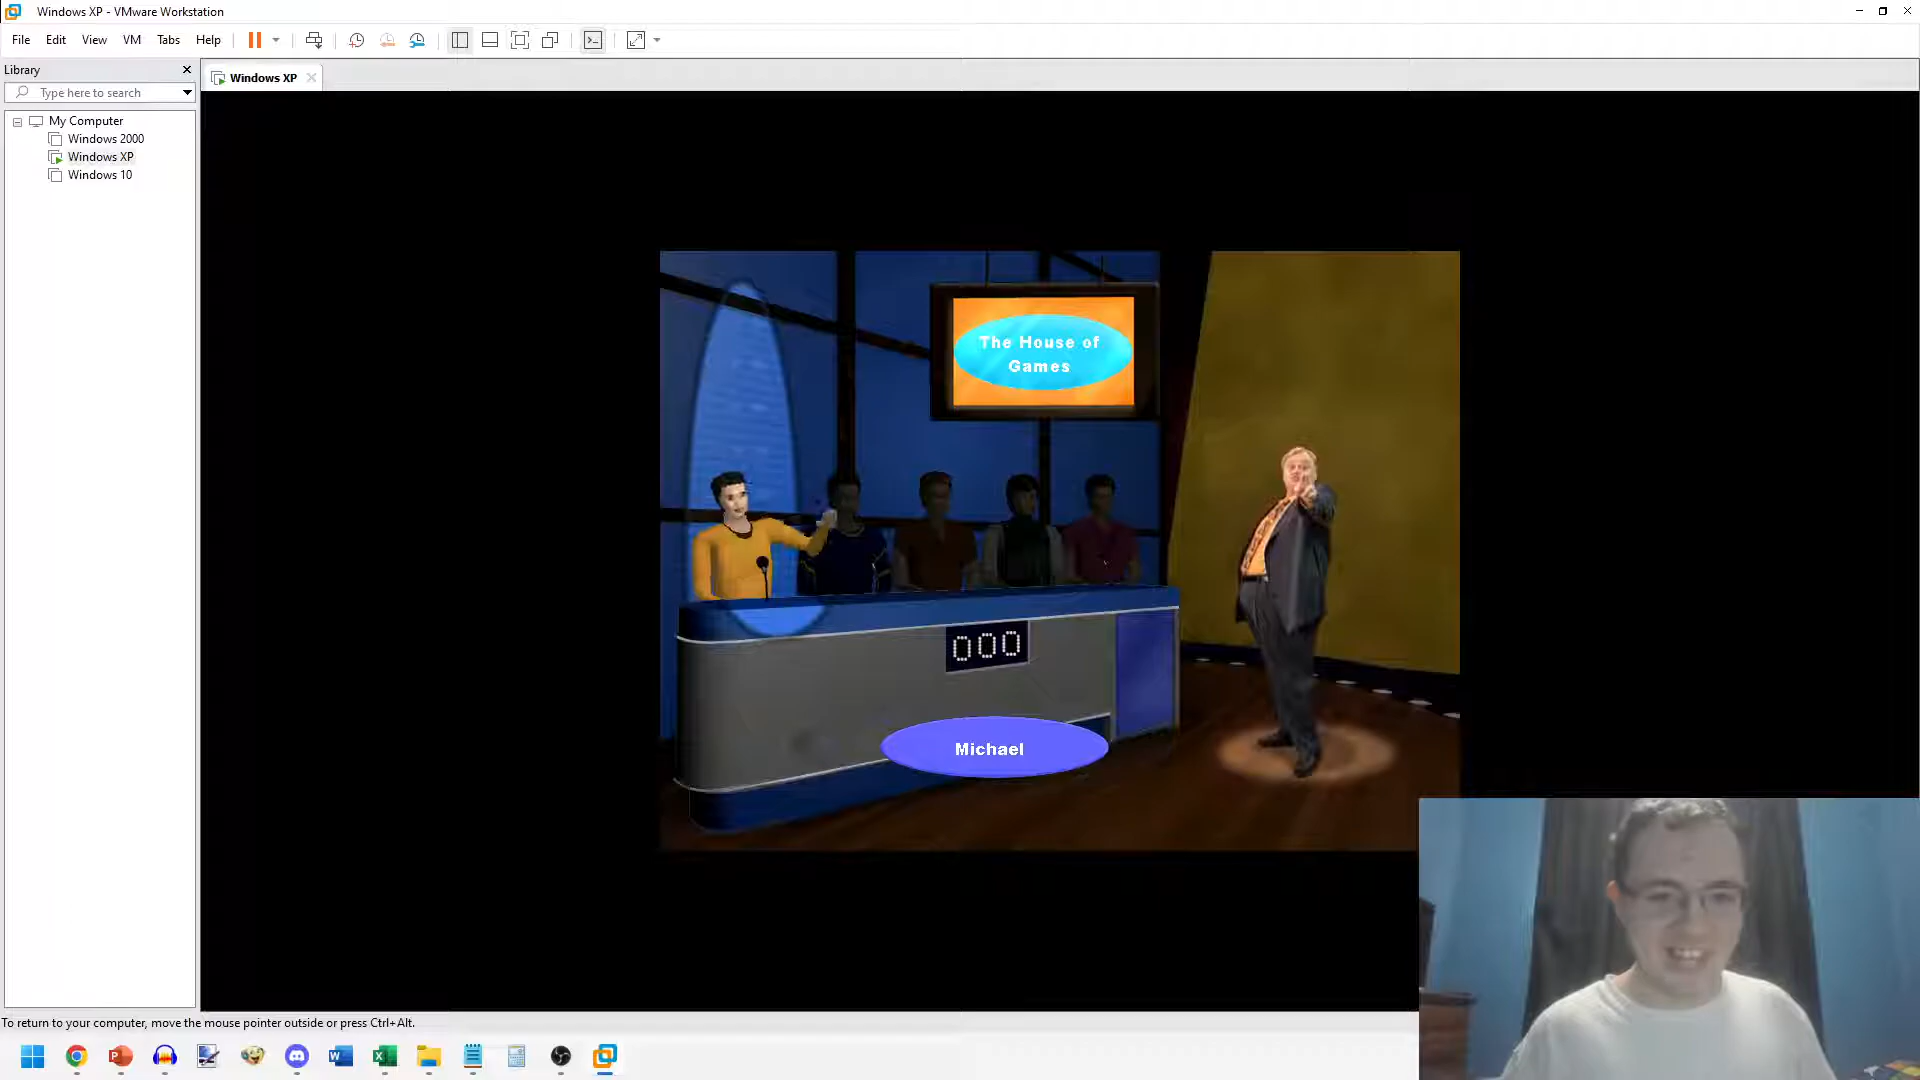 Windows XP - VMware Workstation
File Edit View VM Tabs Help
Library
Windows XP
Type here to search
My Computer
Windows 2000
Windows XP
Windows 10
The House of
Games
000
Michael
To return to your computer, move the mouse pointer outside or press Ctrl+Alt.